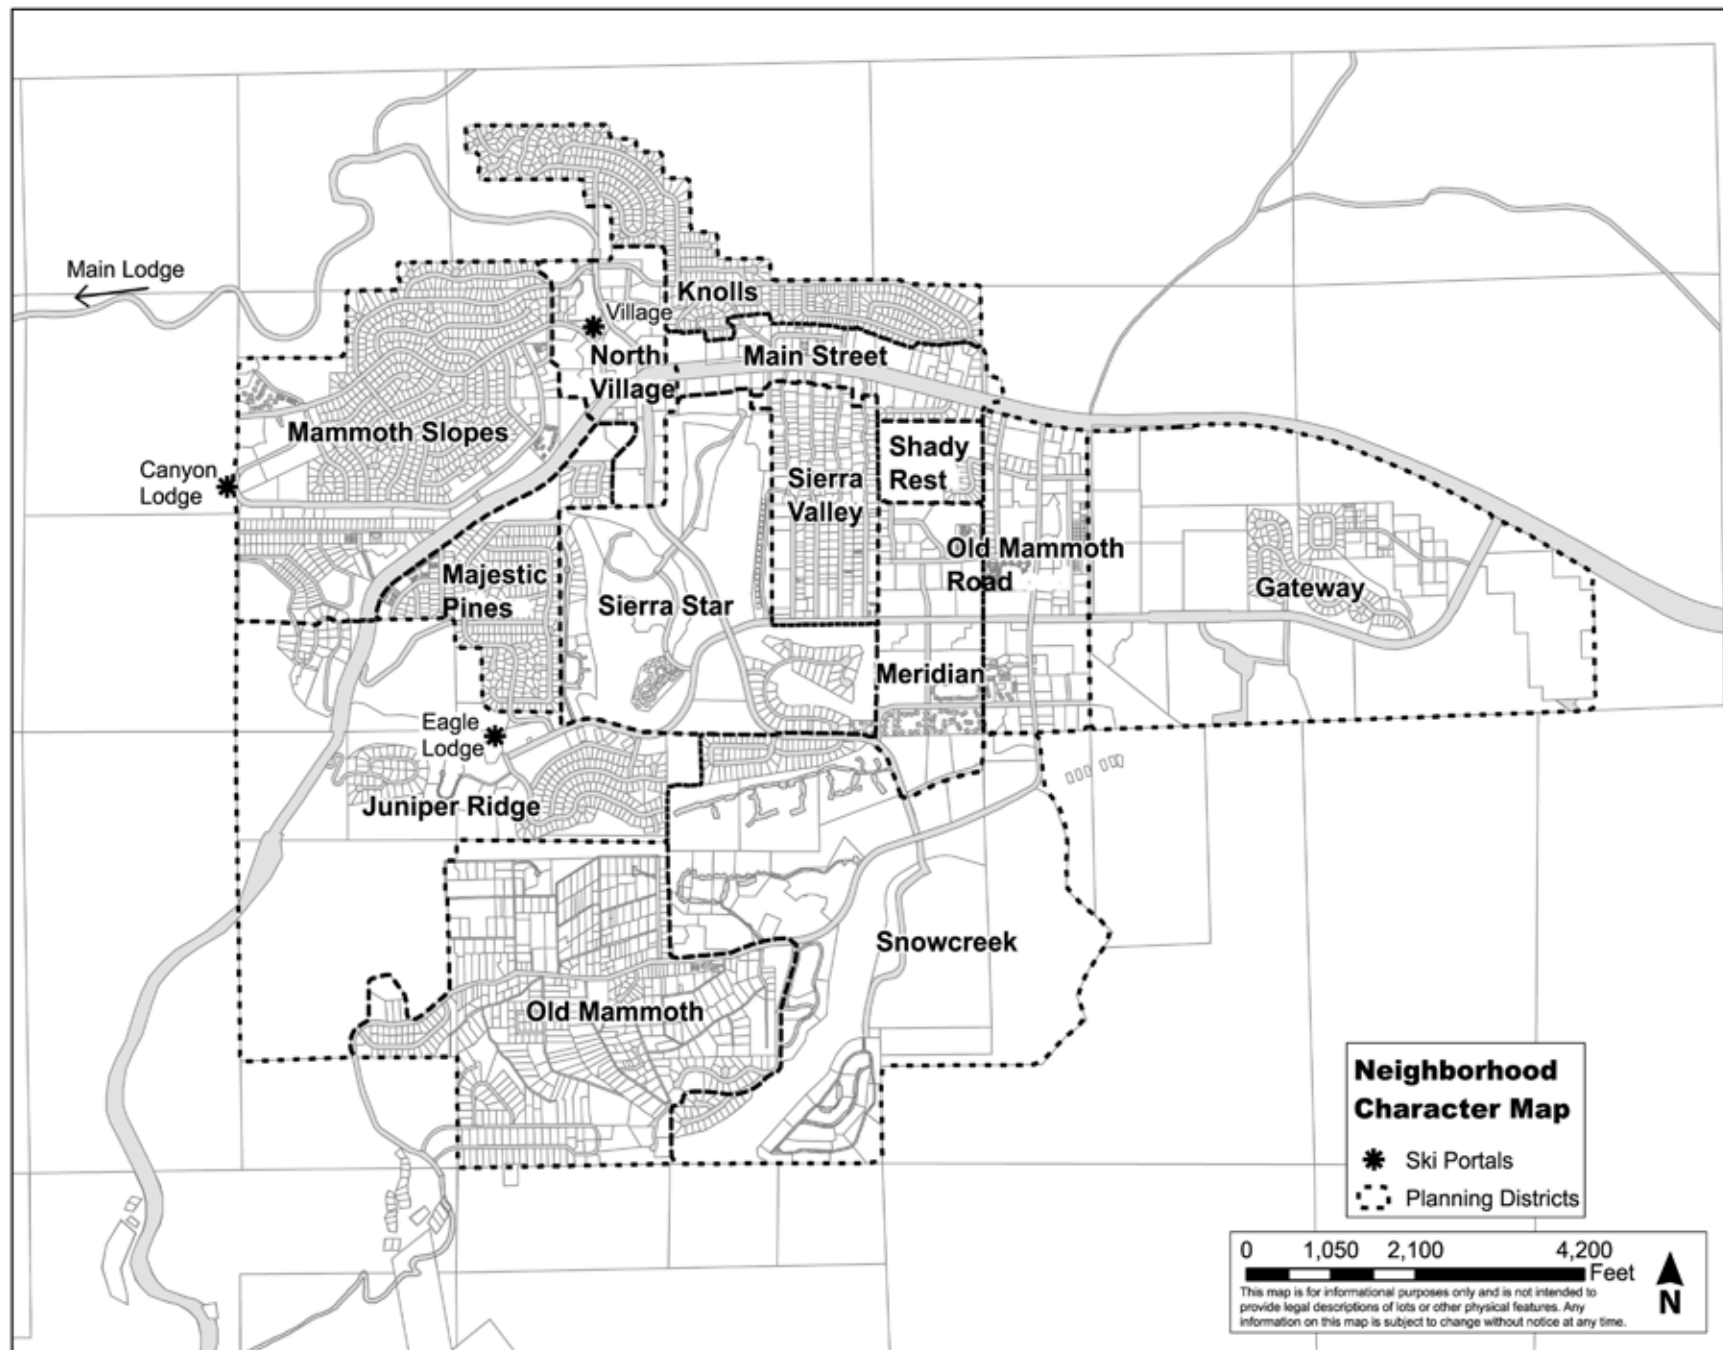 Main Lodge
Knolls
Village
North
Village
Main Street
Mammoth Slopes
Canyon
Lodge
Shady
Rest
Sierra
Valley
Old Mammoth
Road
Majestic
Pines
Sierra Star
Gateway
Meridian
Eagle
Lodge
Juniper Ridge
Snowcreek
Old Mammoth
Neighborhood
Character Map
Ski Portals
Planning Districts
0 1,050 2,100 4,200
Feet
N
This map is for informational purposes only and is not intended to
provide legal descriptions of lots or other physical features. Any
information on this map is subject to change without notice at any time.